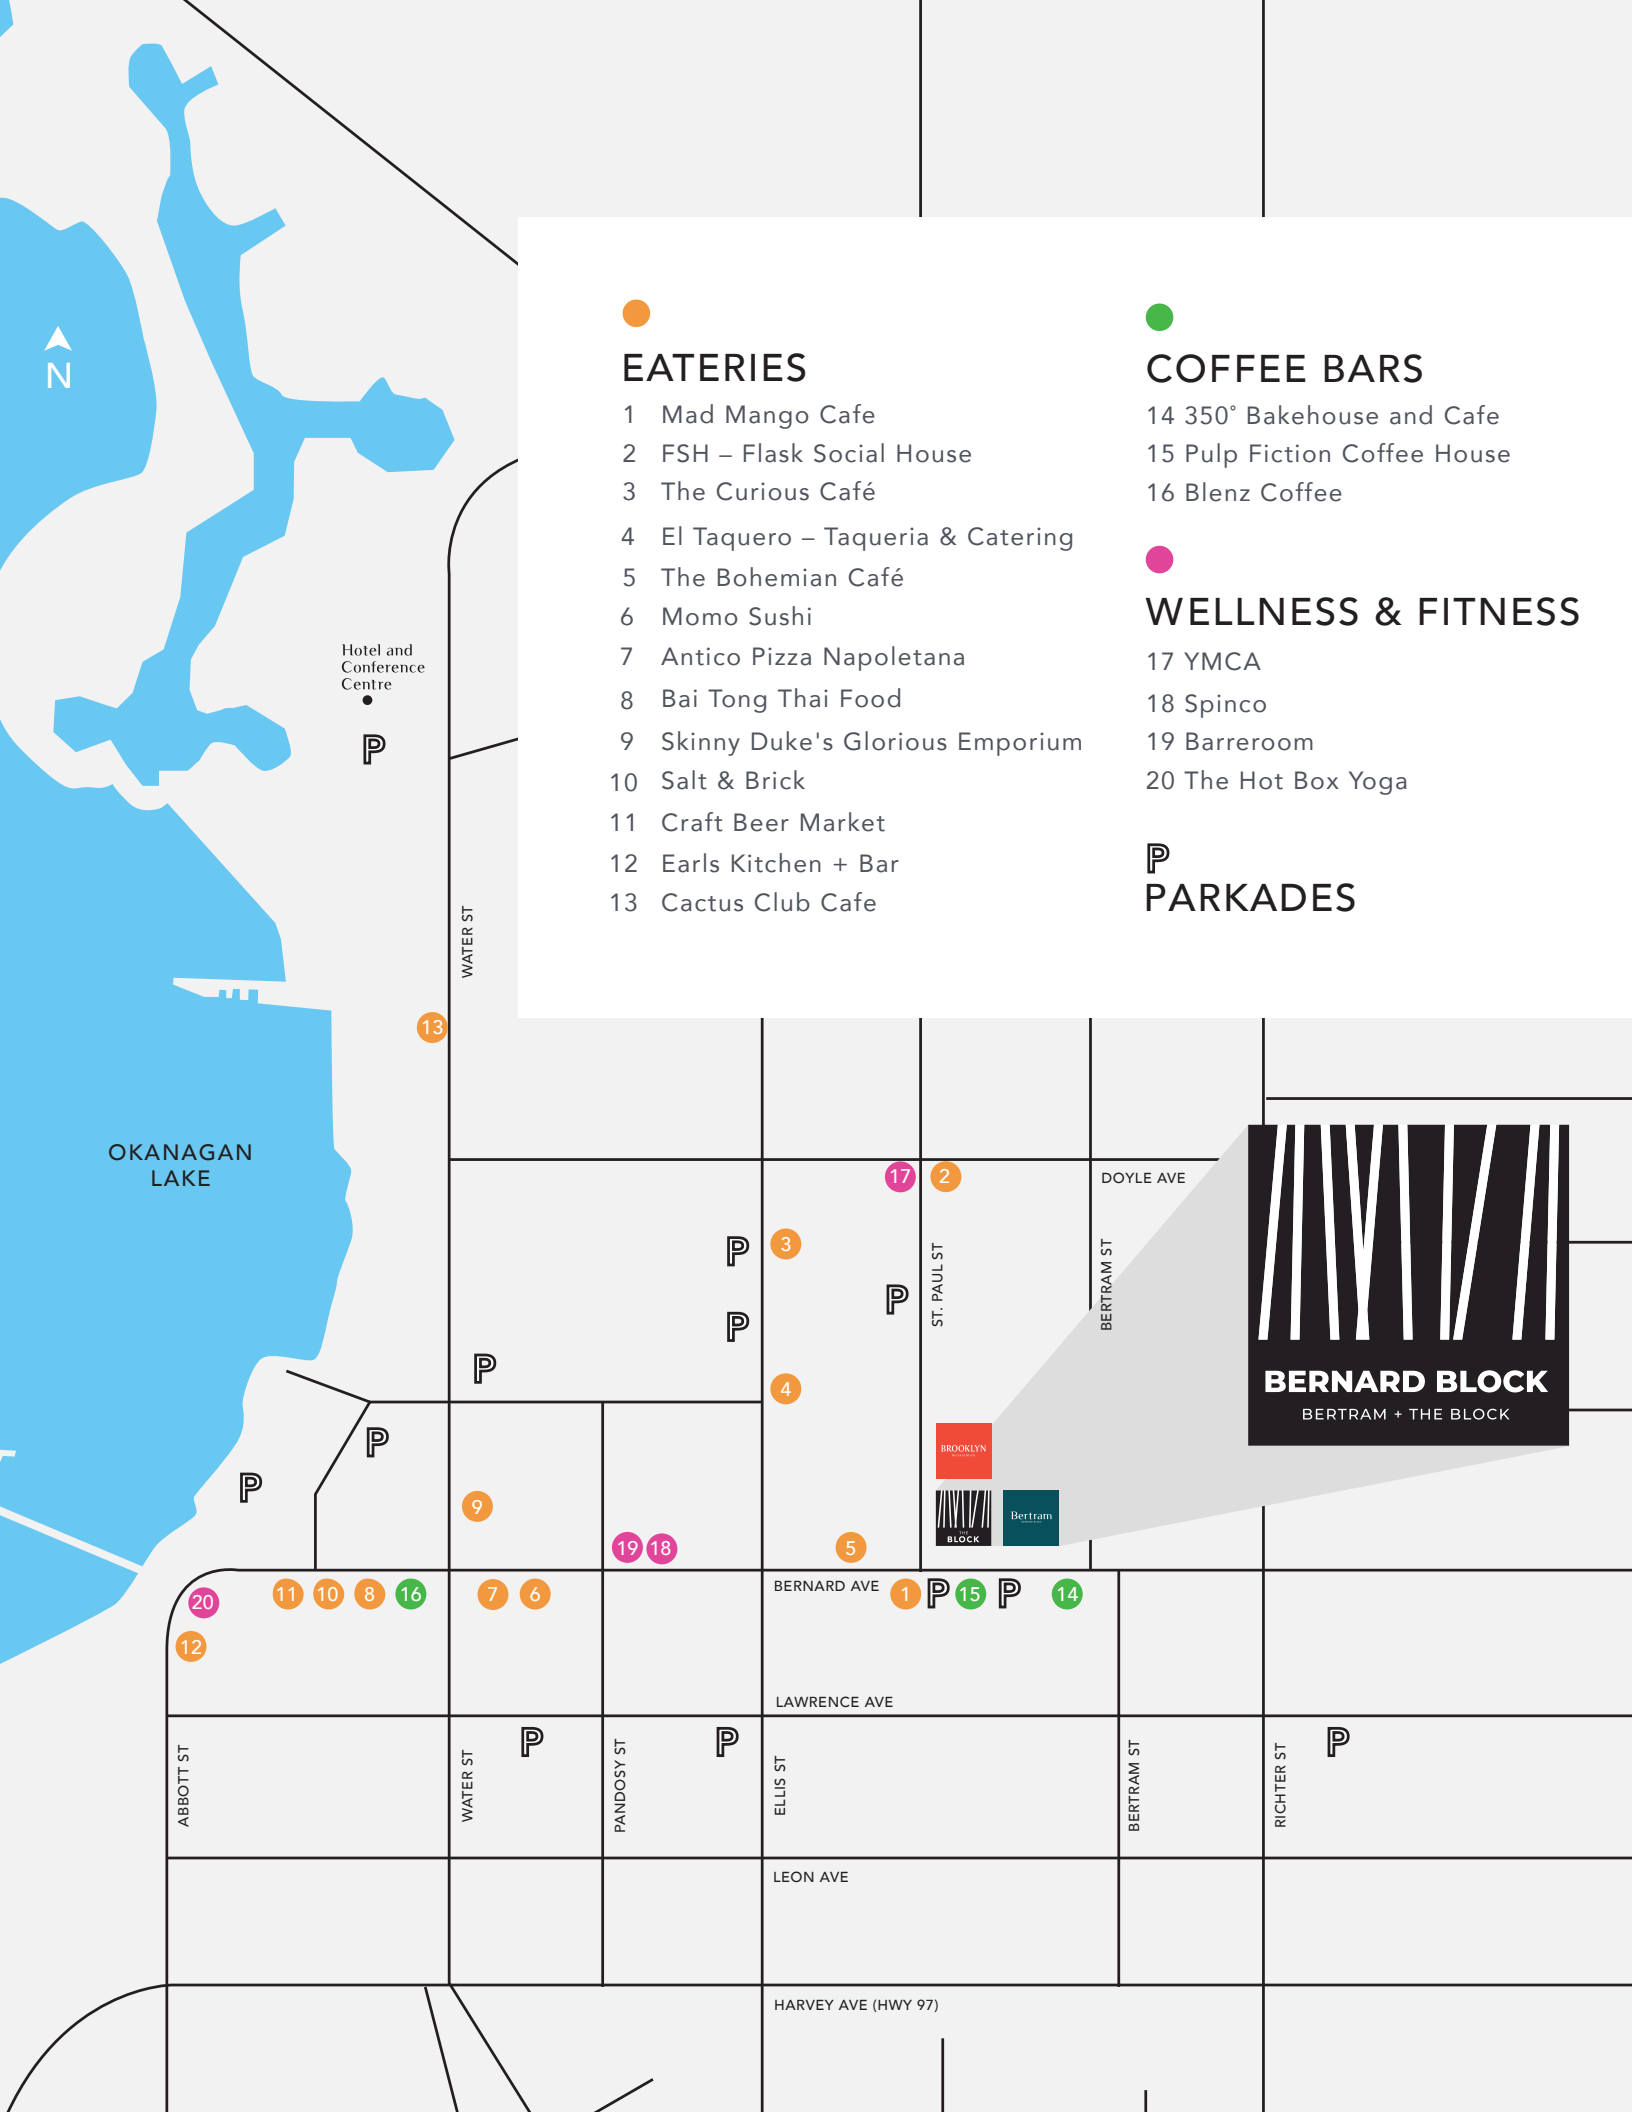 N
EATERIES
1 Mad Mango Cafe
2 FSH – Flask Social House
3 The Curious Café
4 El Taquero – Taqueria & Catering
5 The Bohemian Café
6 Momo Sushi
7 Antico Pizza Napoletana
8 Bai Tong Thai Food
9 Skinny Duke's Glorious Emporium
10 Salt & Brick
11 Craft Beer Market
12 Earls Kitchen + Bar
13 Cactus Club Cafe
COFFEE BARS
14 350° Bakehouse and Cafe
15 Pulp Fiction Coffee House
16 Blenz Coffee
WELLNESS & FITNESS
17 YMCA
18 Spinco
19 Barreroom
20 The Hot Box Yoga
P
PARKADES
Hotel and
Conference
Centre
P
WATER ST
13
OKANAGAN
LAKE
17
2
DOYLE AVE
P
3
ST. PAUL ST
BERTRAM ST
P
P
P
4
BERNARD BLOCK
BERTRAM + THE BLOCK
P
P
9
BROOKLYN
THE
BLOCK
Bertram
19
18
5
20
11
10
8
16
7
6
BERNARD AVE
1
P
15
P
14
12
LAWRENCE AVE
ABBOTT ST
WATER ST
P
PANDOSY ST
P
ELLIS ST
BERTRAM ST
RICHTER ST
P
LEON AVE
HARVEY AVE (HWY 97)